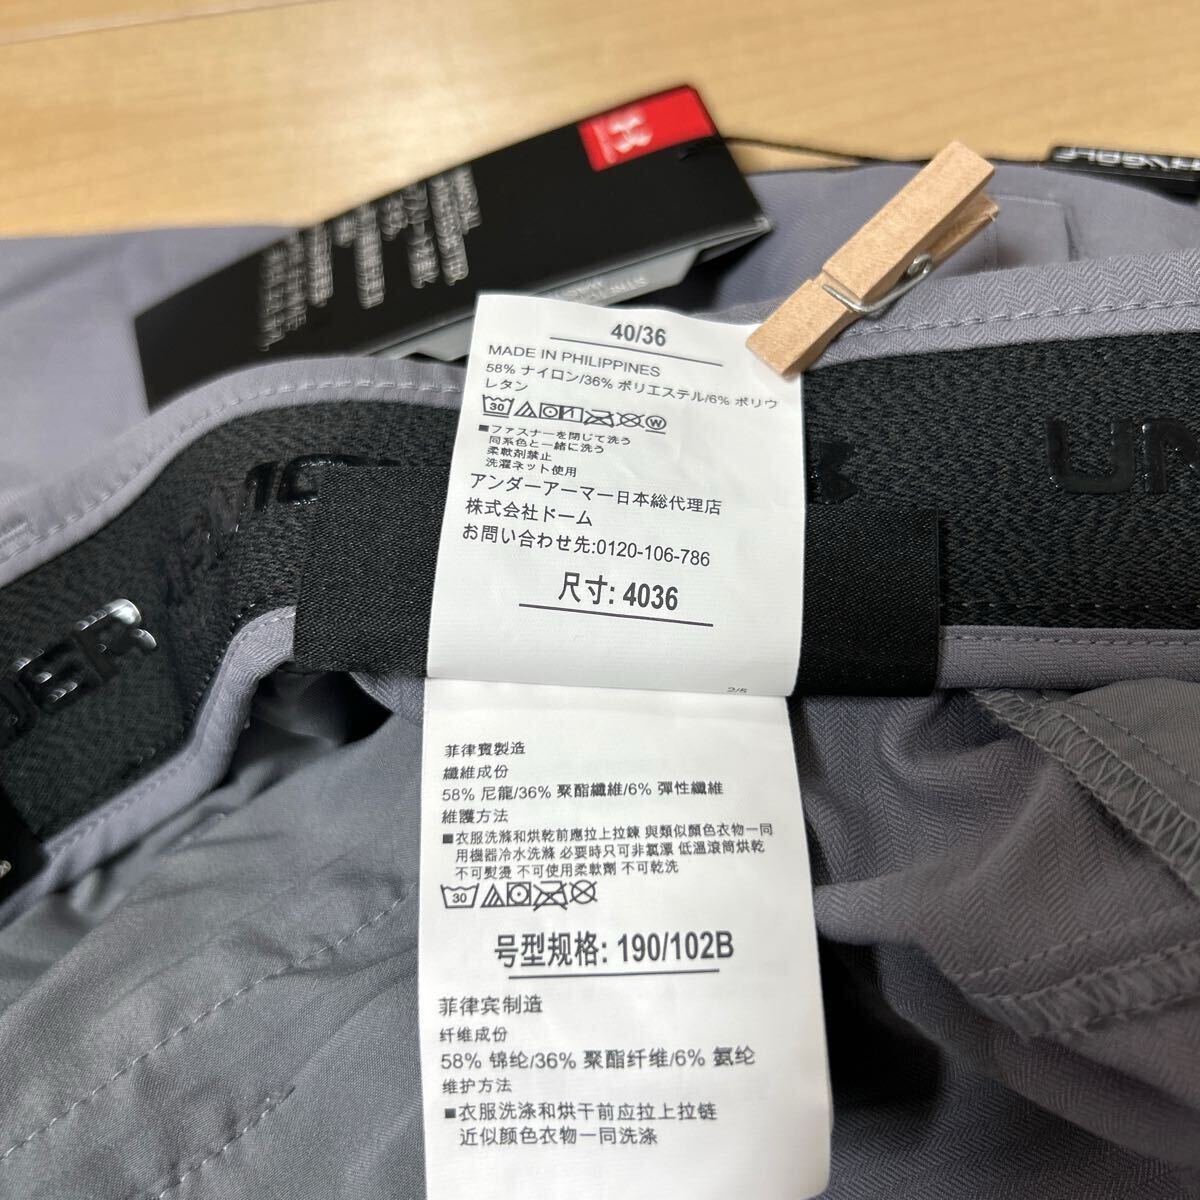 40/36
MADE IN PHILIPPINES
58% ナイロン/36% ポリエステル/6% ポリウ
レタン
30 W
■ファスナーを閉じて洗う
同系色と一緒に洗う
柔軟剤禁止
洗濯ネット使用
アンダーアーマー日本総代理店
株式会社ドーム
お問い合わせ先:0120-106-786
尺寸: 4036
2/5
菲律賓製造
纖維成份
58% 尼龍/36% 聚酯纖維/6% 彈性纖維
維護方法
■衣服洗滌和烘乾前應拉上拉鍊 與類似顏色衣物一同
用機器冷水洗滌 必要時只可非氯漂 低溫滾筒烘乾
不可熨燙 不可使用柔軟劑 不可乾洗
30
号型规格: 190/102B
菲律宾制造
纤维成份
58% 锦纶/36% 聚酯纤维/6% 氨纶
维护方法
■衣服洗涤和烘干前应拉上拉链
近似颜色衣物一同洗涤
UN
DER